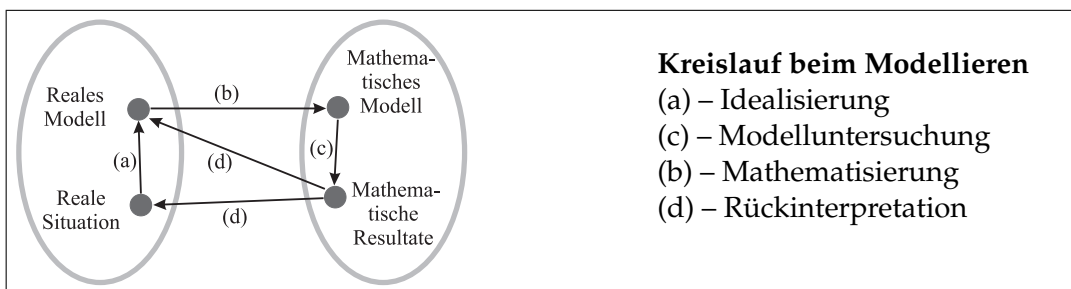 Reales
Modell
(b)
Mathema-
tisches
Modell
(a)
(d)
(c)
Reale
Situation
(d)
Mathema-
tische
Resultate
Kreislauf beim Modellieren
(a) – Idealisierung
(c) – Modelluntersuchung
(b) – Mathematisierung
(d) – Rückinterpretation